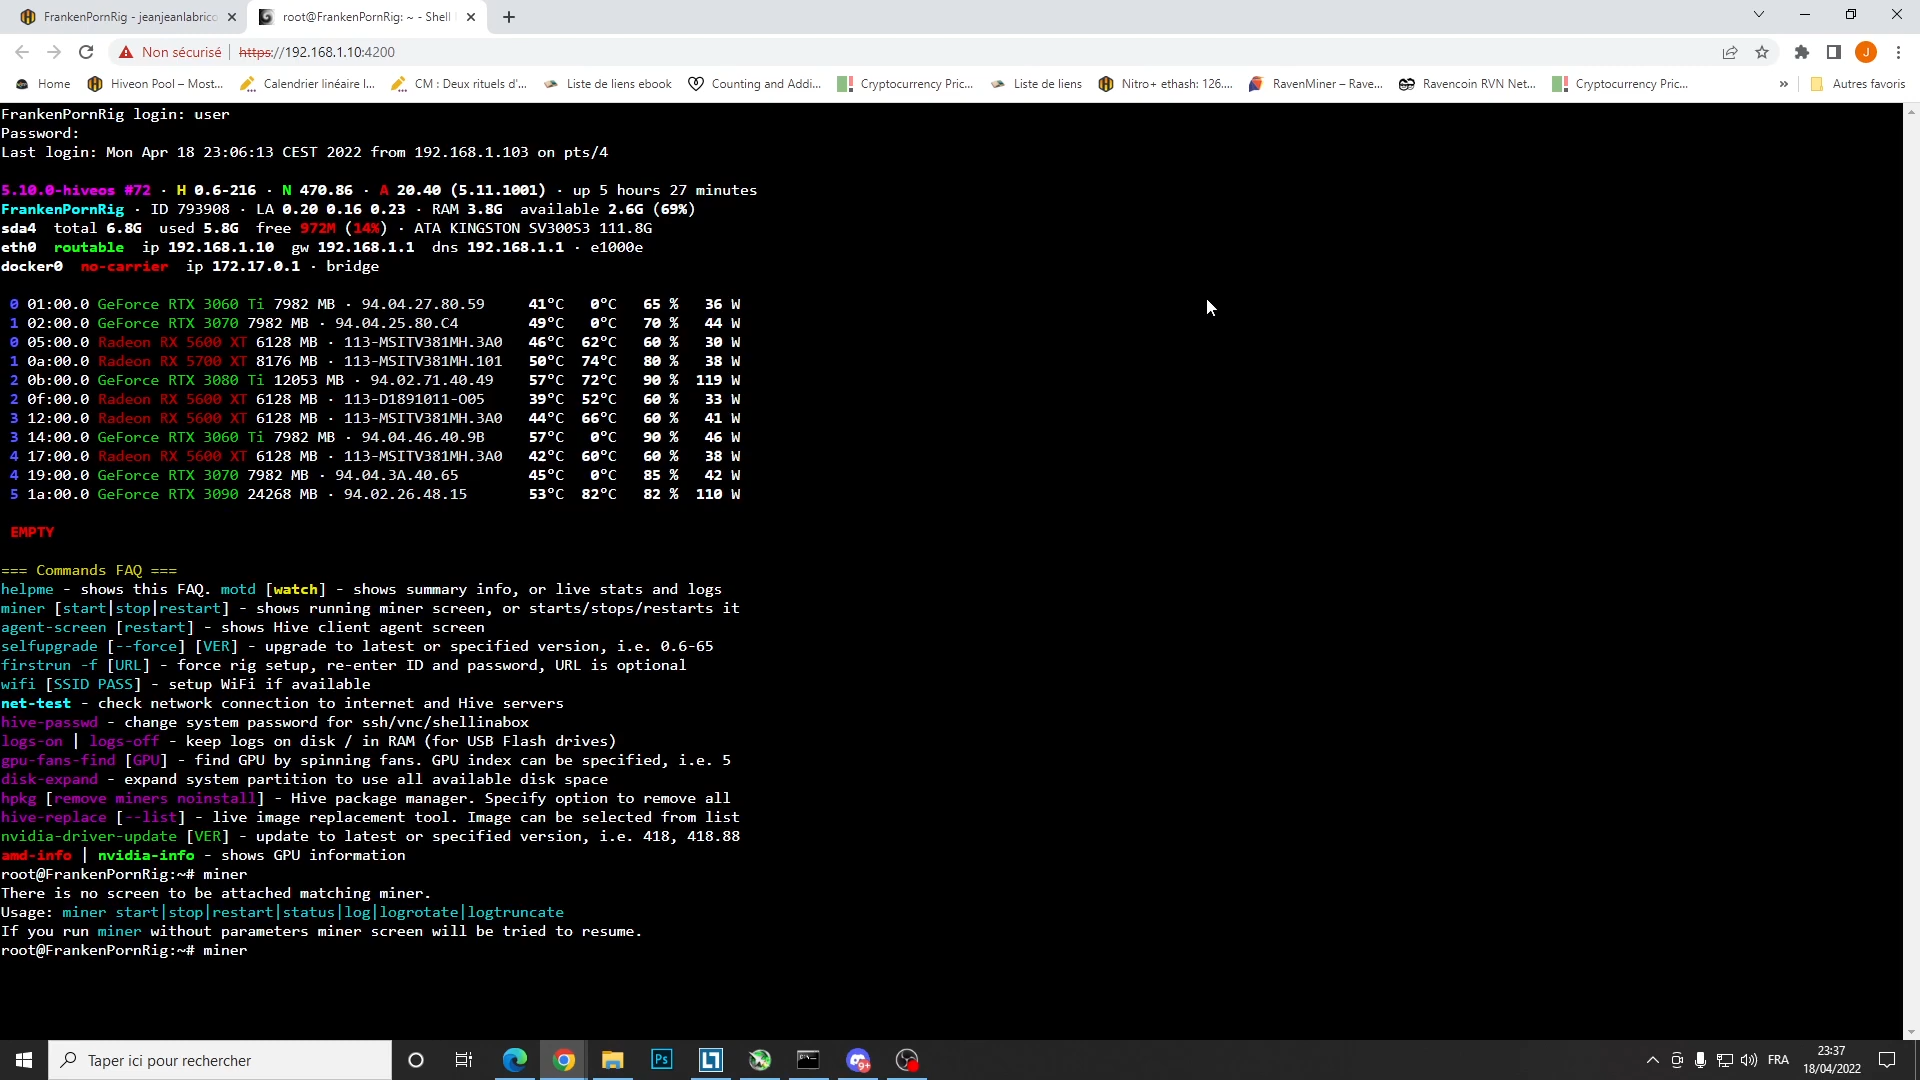 FrankenPornRig - jeanjeanlabrico
root@FrankenPornRig: ~ - Shell
Non sécurisé
https://192.168.1.10:4200
J
Home
Hiveon Pool – Most...
Calendrier linéaire l...
CM : Deux rituels d'...
Liste de liens ebook
Counting and Addi...
Cryptocurrency Pric...
Liste de liens
Nitro+ ethash: 126....
RavenMiner – Rave...
Ravencoin RVN Net...
Cryptocurrency Pric...
»
Autres favoris
FrankenPornRig login: user
Password:
Last login: Mon Apr 18 23:06:13 CEST 2022 from 192.168.1.103 on pts/4
5.10.0-hiveos #72 · H 0.6-216 · N 470.86 · A 20.40 (5.11.1001) · up 5 hours 27 minutes
FrankenPornRig · ID 793908 · LA 0.20 0.16 0.23 · RAM 3.8G  available 2.6G (69%)
sda4  total 6.8G  used 5.8G  free 972M (14%) · ATA KINGSTON SV300S3 111.8G
eth0  routable  ip 192.168.1.10  gw 192.168.1.1  dns 192.168.1.1 · e1000e
docker0  no-carrier  ip 172.17.0.1 · bridge
0 01:00.0 GeForce RTX 3060 Ti 7982 MB · 94.04.27.80.59 41°C 0°C 65 % 36 W
1 02:00.0 GeForce RTX 3070 7982 MB · 94.04.25.80.C4 49°C 0°C 70 % 44 W
0 05:00.0 Radeon RX 5600 XT 6128 MB · 113-MSITV381MH.3A0 46°C 62°C 60 % 30 W
1 0a:00.0 Radeon RX 5700 XT 8176 MB · 113-MSITV381MH.101 50°C 74°C 80 % 38 W
2 0b:00.0 GeForce RTX 3080 Ti 12053 MB · 94.02.71.40.49 57°C 72°C 90 % 119 W
2 0f:00.0 Radeon RX 5600 XT 6128 MB · 113-D1891011-O05 39°C 52°C 60 % 33 W
3 12:00.0 Radeon RX 5600 XT 6128 MB · 113-MSITV381MH.3A0 44°C 66°C 60 % 41 W
3 14:00.0 GeForce RTX 3060 Ti 7982 MB · 94.04.46.40.9B 57°C 0°C 90 % 46 W
4 17:00.0 Radeon RX 5600 XT 6128 MB · 113-MSITV381MH.3A0 42°C 60°C 60 % 38 W
4 19:00.0 GeForce RTX 3070 7982 MB · 94.04.3A.40.65 45°C 0°C 85 % 42 W
5 1a:00.0 GeForce RTX 3090 24268 MB · 94.02.26.48.15 53°C 82°C 82 % 110 W
EMPTY
=== Commands FAQ ===
helpme - shows this FAQ. motd [watch] - shows summary info, or live stats and logs
miner [start|stop|restart] - shows running miner screen, or starts/stops/restarts it
agent-screen [restart] - shows Hive client agent screen
selfupgrade [--force] [VER] - upgrade to latest or specified version, i.e. 0.6-65
firstrun -f [URL] - force rig setup, re-enter ID and password, URL is optional
wifi [SSID PASS] - setup WiFi if available
net-test - check network connection to internet and Hive servers
hive-passwd - change system password for ssh/vnc/shellinabox
logs-on | logs-off - keep logs on disk / in RAM (for USB Flash drives)
gpu-fans-find [GPU] - find GPU by spinning fans. GPU index can be specified, i.e. 5
disk-expand - expand system partition to use all available disk space
hpkg [remove miners noinstall] - Hive package manager. Specify option to remove all
hive-replace [--list] - live image replacement tool. Image can be selected from list
nvidia-driver-update [VER] - update to latest or specified version, i.e. 418, 418.88
amd-info | nvidia-info - shows GPU information
root@FrankenPornRig:~# miner
There is no screen to be attached matching miner.
Usage: miner start|stop|restart|status|log|logrotate|logtruncate
If you run miner without parameters miner screen will be tried to resume.
root@FrankenPornRig:~# miner
Taper ici pour rechercher
Ps
9+
FRA
23:37
18/04/2022